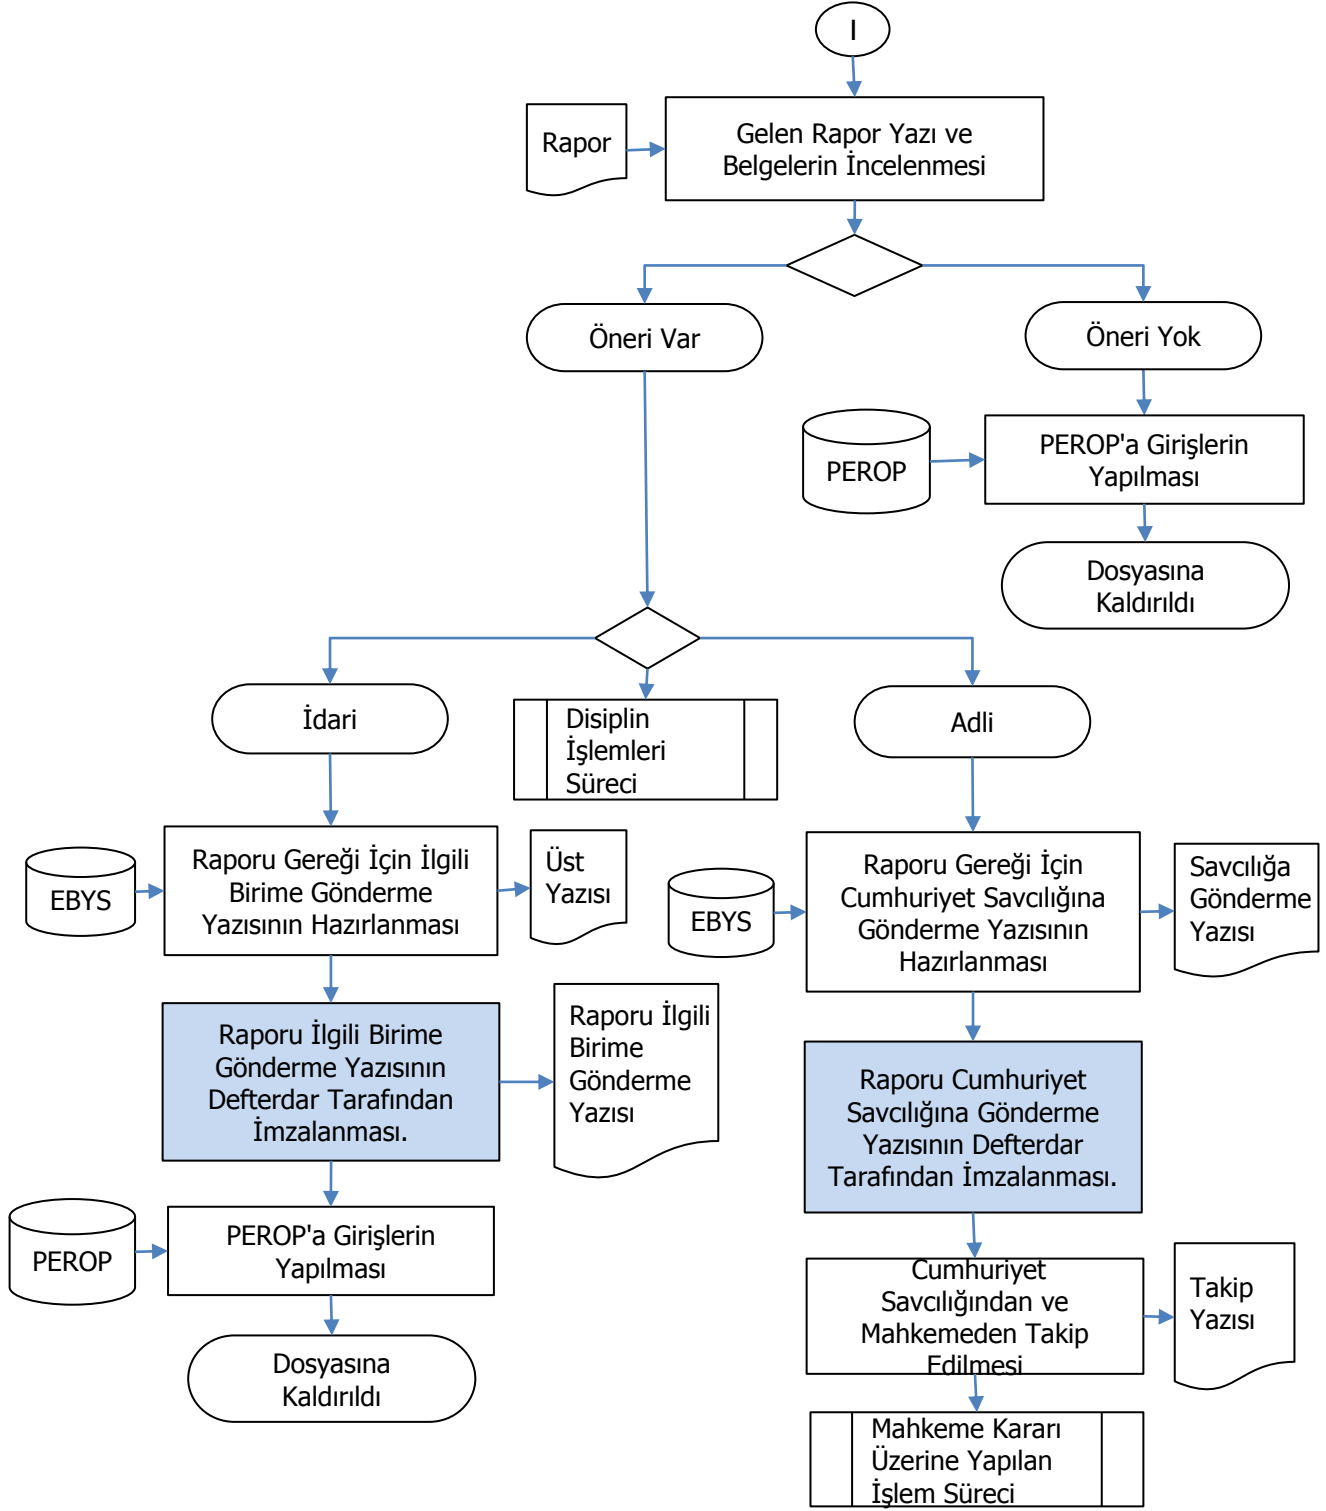 I
Rapor
Gelen Rapor Yazı ve
Belgelerin İncelenmesi
Öneri Var
Öneri Yok
PEROP
PEROP'a Girişlerin
Yapılması
Dosyasına
Kaldırıldı
İdari
Disiplin
İşlemleri
Süreci
Adli
EBYS
Raporu Gereği İçin İlgili
Birime Gönderme
Yazısının Hazırlanması
Üst
Yazısı
EBYS
Raporu Gereği İçin
Cumhuriyet Savcılığına
Gönderme Yazısının
Hazırlanması
Savcılığa
Gönderme
Yazısı
Raporu İlgili Birime
Gönderme Yazısının
Defterdar Tarafından
İmzalanması.
Raporu İlgili
Birime
Gönderme
Yazısı
Raporu Cumhuriyet
Savcılığına Gönderme
Yazısının Defterdar
Tarafından İmzalanması.
PEROP
PEROP'a Girişlerin
Yapılması
Cumhuriyet
Savcılığından ve
Mahkemeden Takip
Edilmesi
Takip
Yazısı
Dosyasına
Kaldırıldı
Mahkeme Kararı
Üzerine Yapılan
İşlem Süreci